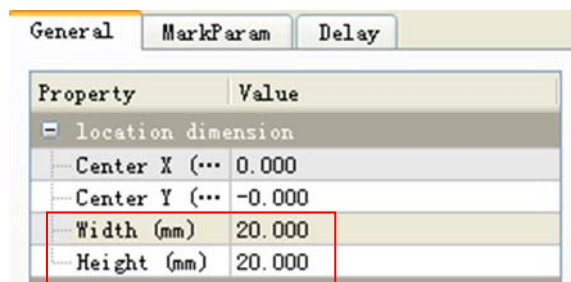 General MarkParam Delay
Property Value
location dimension
Center X (··· 0.000
Center Y (··· -0.000
Width (mm) 20.000
Height (mm) 20.000